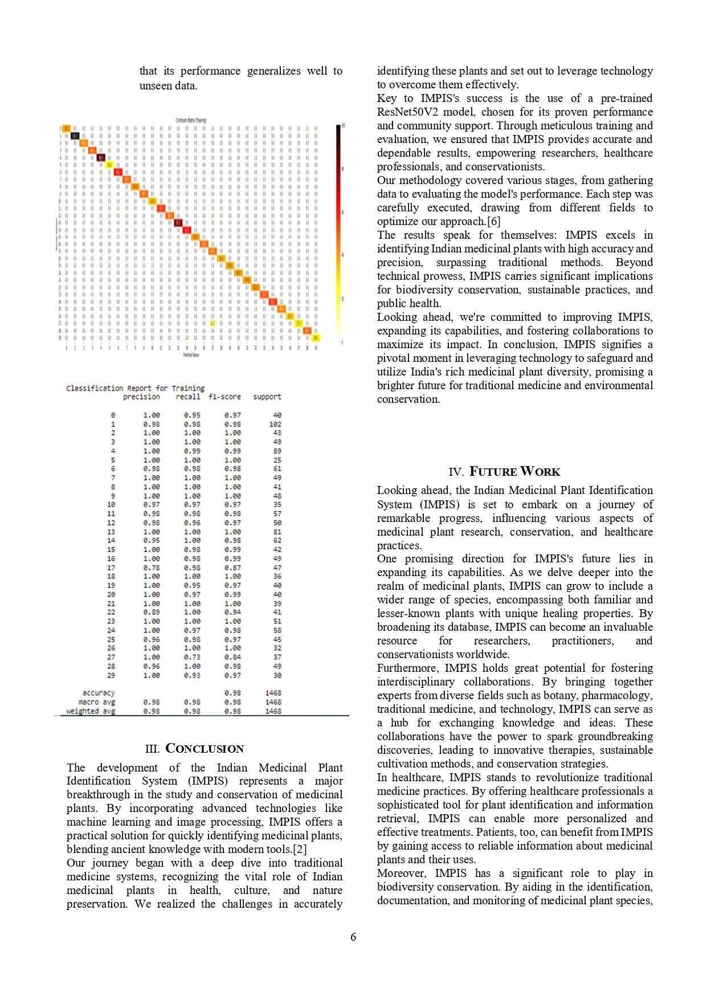 that its performance generalizes well to
unseen data.
Confusion Matrix (Training)
Predicted Values
Classification Report for Training
precision recall f1-score support
0 1.00 0.95 0.97 40
1 0.98 0.98 0.98 102
2 1.00 1.00 1.00 43
3 1.00 1.00 1.00 49
4 1.00 0.99 0.99 89
5 1.00 1.00 1.00 25
6 0.98 0.98 0.98 61
7 1.00 1.00 1.00 49
8 1.00 1.00 1.00 41
9 1.00 1.00 1.00 48
10 0.97 0.97 0.97 35
11 0.98 0.98 0.98 57
12 0.98 0.96 0.97 50
13 1.00 1.00 1.00 81
14 0.95 1.00 0.98 62
15 1.00 0.98 0.99 42
16 1.00 0.98 0.99 49
17 0.78 0.98 0.87 47
18 1.00 1.00 1.00 36
19 1.00 0.95 0.97 40
20 1.00 0.97 0.99 40
21 1.00 1.00 1.00 39
22 0.89 1.00 0.94 41
23 1.00 1.00 1.00 51
24 1.00 0.97 0.98 58
25 0.96 0.98 0.97 45
26 1.00 1.00 1.00 32
27 1.00 0.73 0.84 37
28 0.96 1.00 0.98 49
29 1.00 0.93 0.97 30
accuracy 0.98 1468
macro avg 0.98 0.98 0.98 1468
weighted avg 0.98 0.98 0.98 1468
III. CONCLUSION
The development of the Indian Medicinal Plant
Identification System (IMPIS) represents a major
breakthrough in the study and conservation of medicinal
plants. By incorporating advanced technologies like
machine learning and image processing, IMPIS offers a
practical solution for quickly identifying medicinal plants,
blending ancient knowledge with modern tools.[2]
Our journey began with a deep dive into traditional
medicine systems, recognizing the vital role of Indian
medicinal plants in health, culture, and nature
preservation. We realized the challenges in accurately
identifying these plants and set out to leverage technology
to overcome them effectively.
Key to IMPIS's success is the use of a pre-trained
ResNet50V2 model, chosen for its proven performance
and community support. Through meticulous training and
evaluation, we ensured that IMPIS provides accurate and
dependable results, empowering researchers, healthcare
professionals, and conservationists.
Our methodology covered various stages, from gathering
data to evaluating the model's performance. Each step was
carefully executed, drawing from different fields to
optimize our approach.[6]
The results speak for themselves: IMPIS excels in
identifying Indian medicinal plants with high accuracy and
precision, surpassing traditional methods. Beyond
technical prowess, IMPIS carries significant implications
for biodiversity conservation, sustainable practices, and
public health.
Looking ahead, we're committed to improving IMPIS,
expanding its capabilities, and fostering collaborations to
maximize its impact. In conclusion, IMPIS signifies a
pivotal moment in leveraging technology to safeguard and
utilize India's rich medicinal plant diversity, promising a
brighter future for traditional medicine and environmental
conservation.
IV. FUTURE WORK
Looking ahead, the Indian Medicinal Plant Identification
System (IMPIS) is set to embark on a journey of
remarkable progress, influencing various aspects of
medicinal plant research, conservation, and healthcare
practices.
One promising direction for IMPIS's future lies in
expanding its capabilities. As we delve deeper into the
realm of medicinal plants, IMPIS can grow to include a
wider range of species, encompassing both familiar and
lesser-known plants with unique healing properties. By
broadening its database, IMPIS can become an invaluable
resource for researchers, practitioners, and
conservationists worldwide.
Furthermore, IMPIS holds great potential for fostering
interdisciplinary collaborations. By bringing together
experts from diverse fields such as botany, pharmacology,
traditional medicine, and technology, IMPIS can serve as
a hub for exchanging knowledge and ideas. These
collaborations have the power to spark groundbreaking
discoveries, leading to innovative therapies, sustainable
cultivation methods, and conservation strategies.
In healthcare, IMPIS stands to revolutionize traditional
medicine practices. By offering healthcare professionals a
sophisticated tool for plant identification and information
retrieval, IMPIS can enable more personalized and
effective treatments. Patients, too, can benefit from IMPIS
by gaining access to reliable information about medicinal
plants and their uses.
Moreover, IMPIS has a significant role to play in
biodiversity conservation. By aiding in the identification,
documentation, and monitoring of medicinal plant species,
6